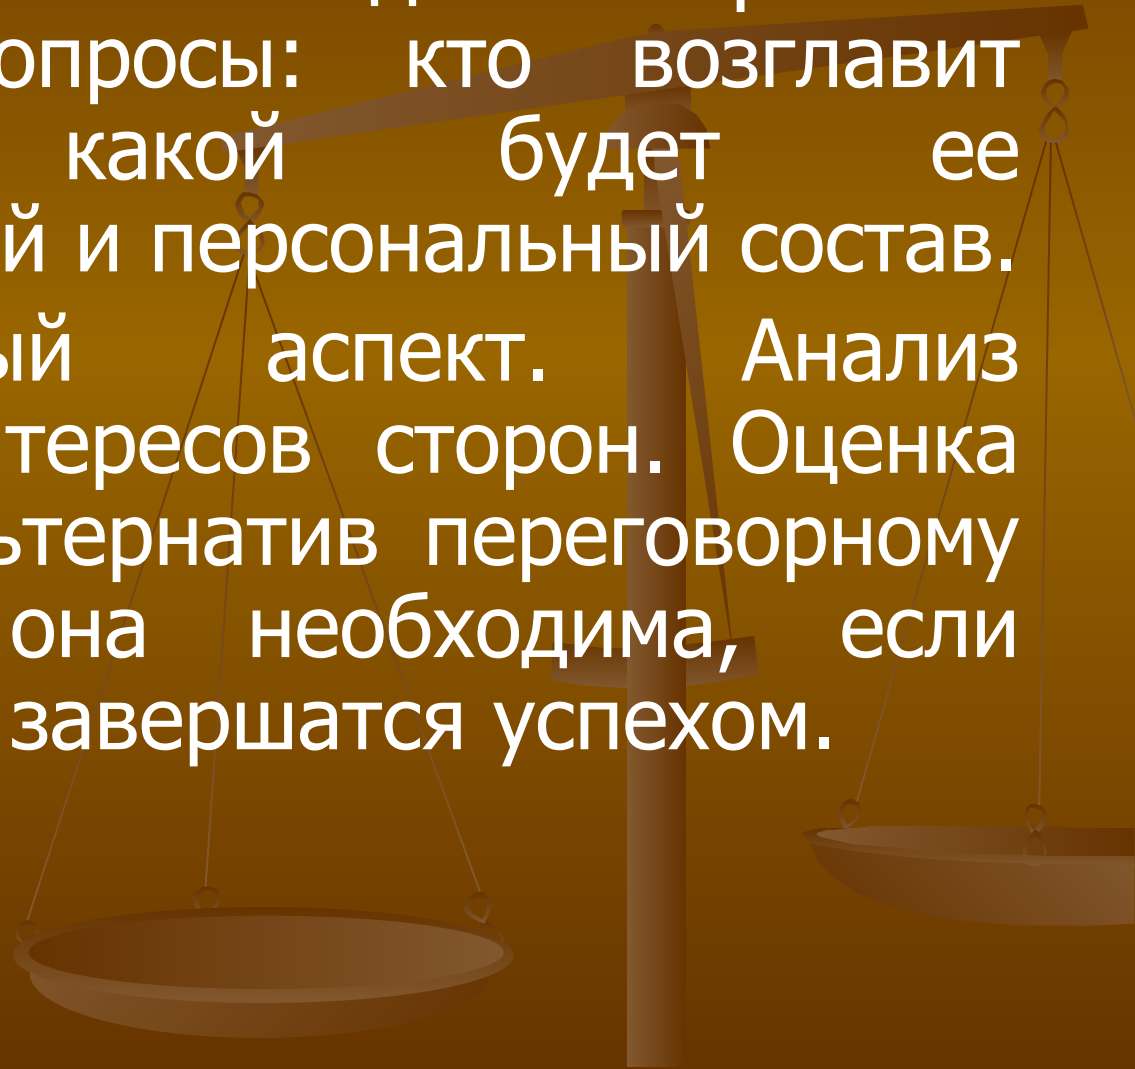 опросы: кто возглавит
какой будет ее
й и персональный состав.
ый аспект. Анализ
тересов сторон. Оценка
ьтернатив переговорному
она необходима, если
завершатся успехом.